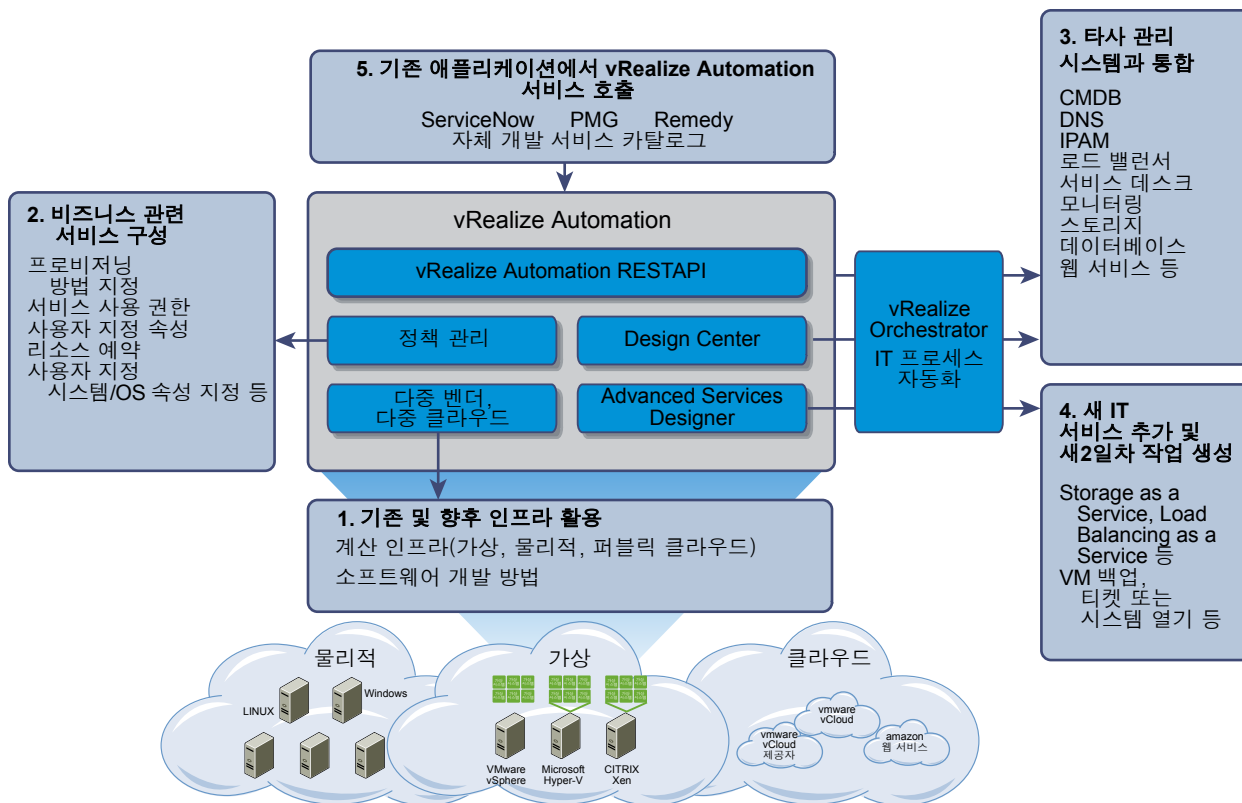 5. 기존 애플리케이션에서 vRealize Automation
서비스 호출
ServiceNow PMG Remedy
자체 개발 서비스 카탈로그
3. 타사 관리
시스템과 통합
CMDB
DNS
IPAM
로드 밸런서
서비스 데스크
모니터링
스토리지
데이터베이스
웹 서비스 등
2. 비즈니스 관련
서비스 구성
프로비저닝
방법 지정
서비스 사용 권한
사용자 지정 속성
리소스 예약
사용자 지정
시스템/OS 속성 지정 등
vRealize Automation
vRealize Automation RESTAPI
정책 관리
Design Center
다중 벤더,
다중 클라우드
Advanced Services
Designer
vRealize
Orchestrator
IT 프로세스
자동화
4. 새 IT
서비스 추가 및
새2일차 작업 생성
Storage as a
Service, Load
Balancing as a
Service 등
VM 백업,
티켓 또는
시스템 열기 등
1. 기존 및 향후 인프라 활용
계산 인프라(가상, 물리적, 퍼블릭 클라우드)
소프트웨어 개발 방법
물리적
LINUX
Windows
가상
VMware
vSphere
Microsoft
Hyper-V
CITRIX
Xen
클라우드
vmware
vCloud
vmware
vCloud
제공자
amazon
웹 서비스